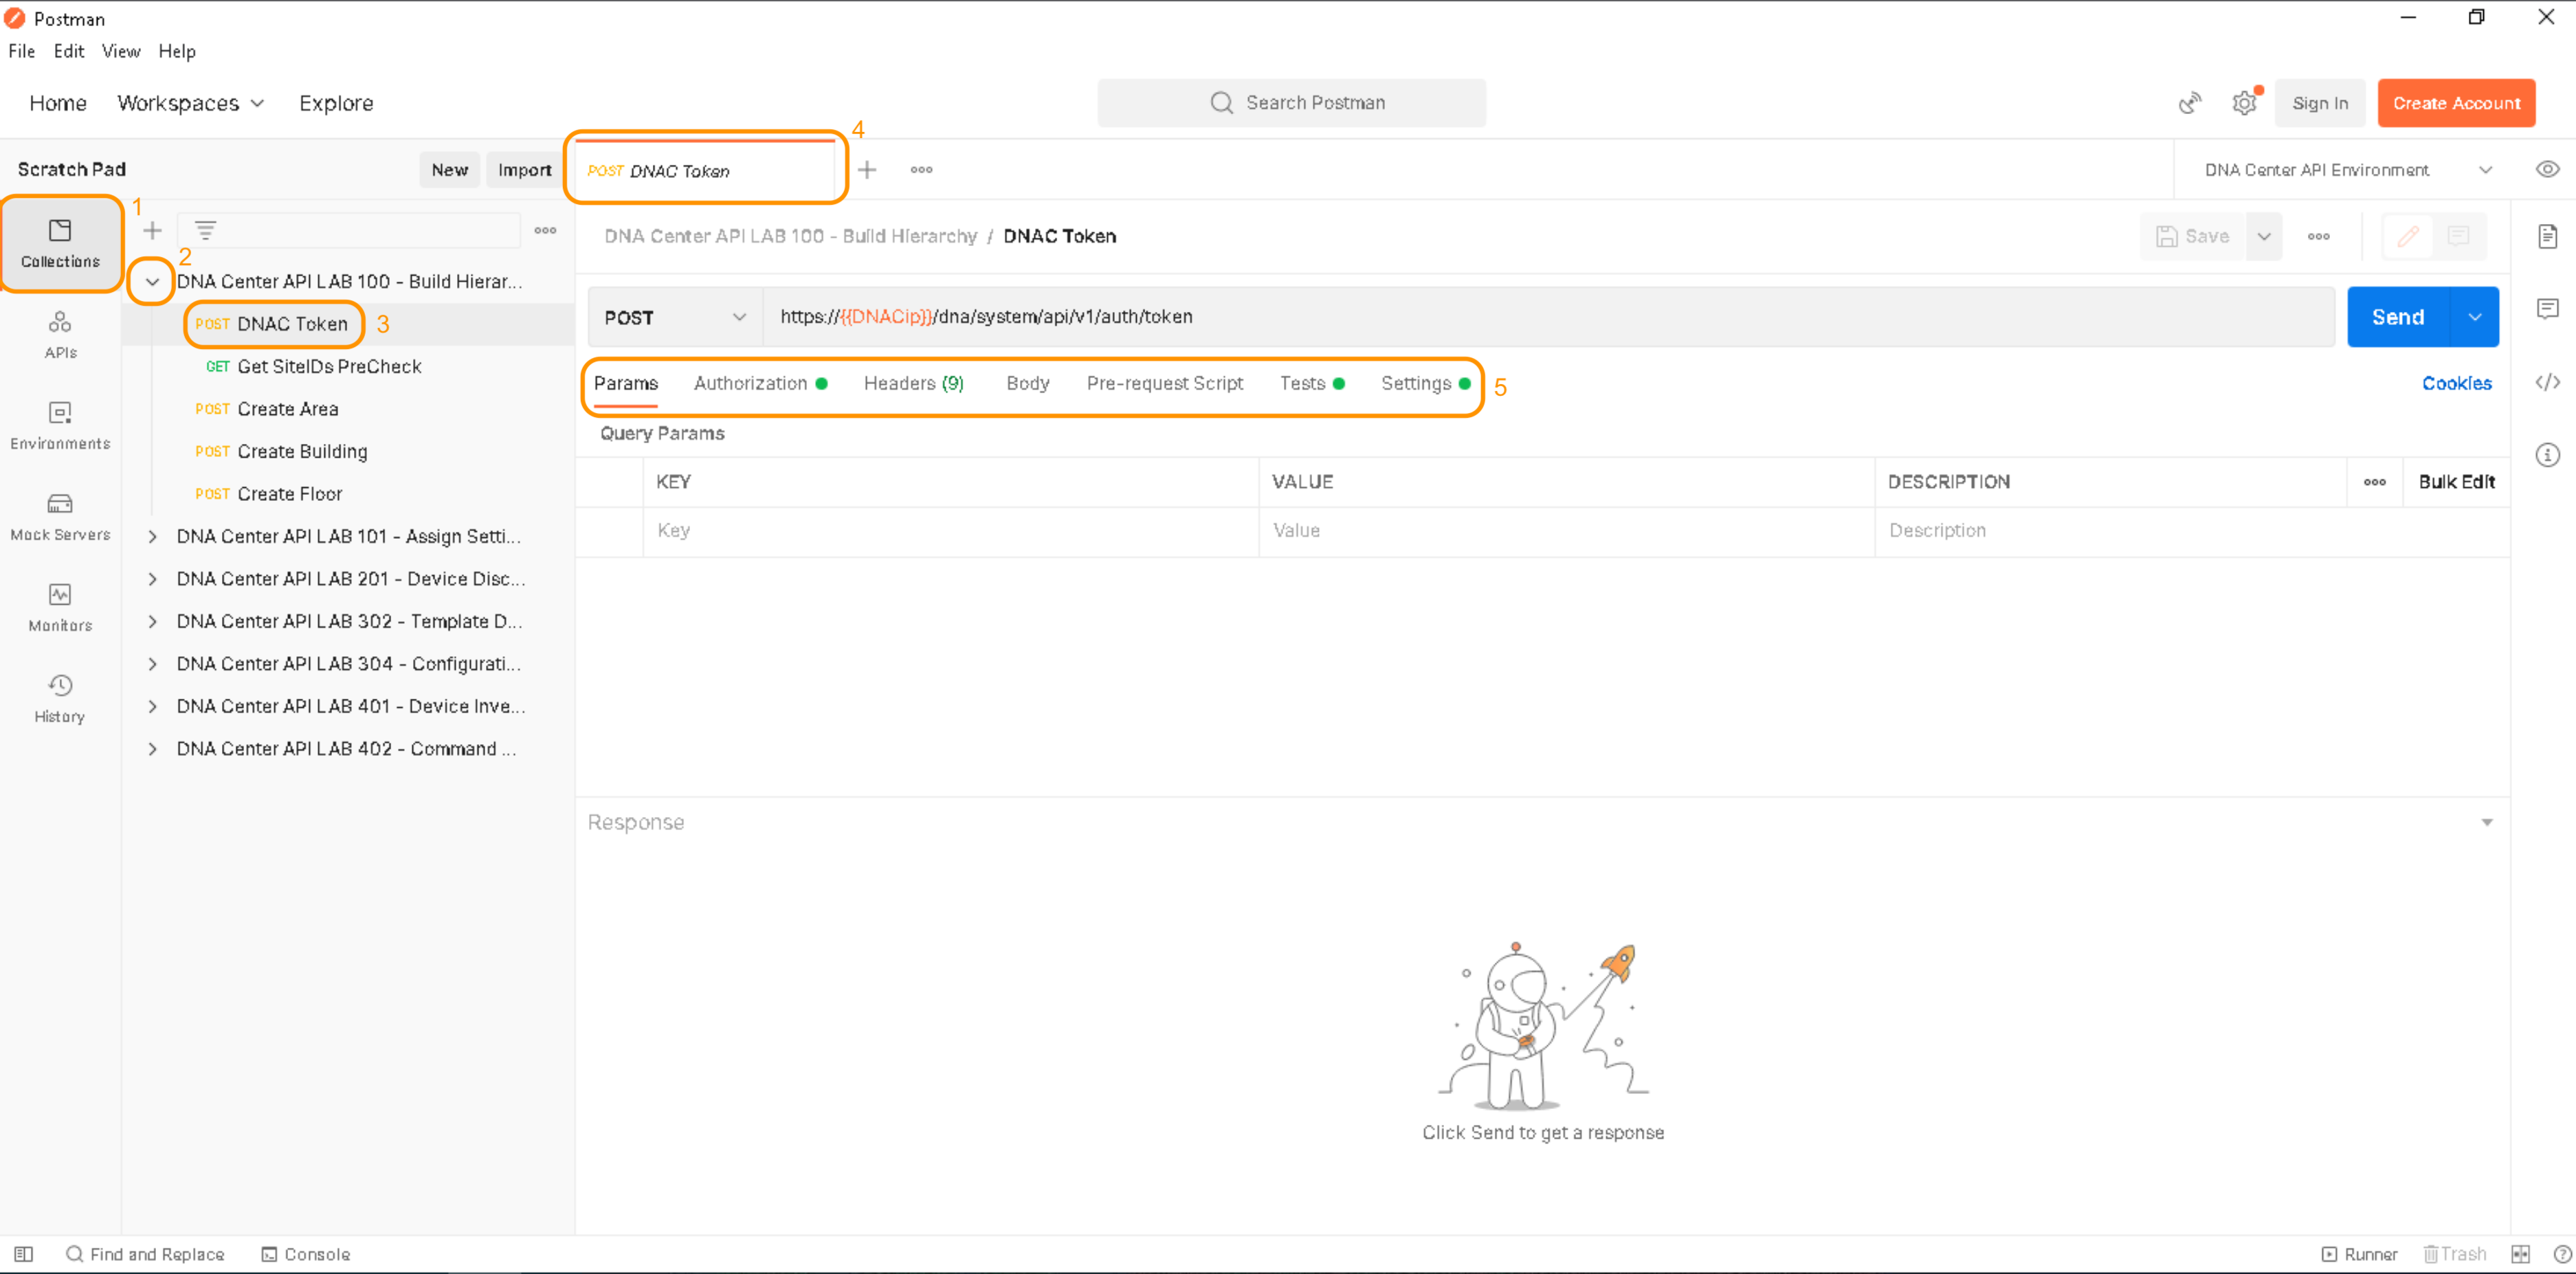 Postman
File Edit View Help
Home Workspaces Explore
Search Postman
Sign In
Create Account
Scratch Pad
New
Import
POST DNAC Token
4
DNA Center API Environment
Collections
1
DNA Center API LAB 100 - Build Hierarchy / DNAC Token
Save
2
DNA Center API LAB 100 - Build Hierar...
POST DNAC Token
3
GET Get SiteIDs PreCheck
POST Create Area
POST Create Building
POST Create Floor
DNA Center API LAB 101 - Assign Setti...
DNA Center API LAB 201 - Device Disc...
DNA Center API LAB 302 - Template D...
DNA Center API LAB 304 - Configurati...
DNA Center API LAB 401 - Device Inve...
DNA Center API LAB 402 - Command ...
APIs
Environments
Mock Servers
Monitors
History
POST
https://{{DNACip}}/dna/system/api/v1/auth/token
Send
Params Authorization Headers (9) Body Pre-request Script Tests Settings
5
Cookies
Query Params
KEY VALUE DESCRIPTION Bulk Edit
Key Value Description
Response
Click Send to get a response
Find and Replace Console
Runner Trash